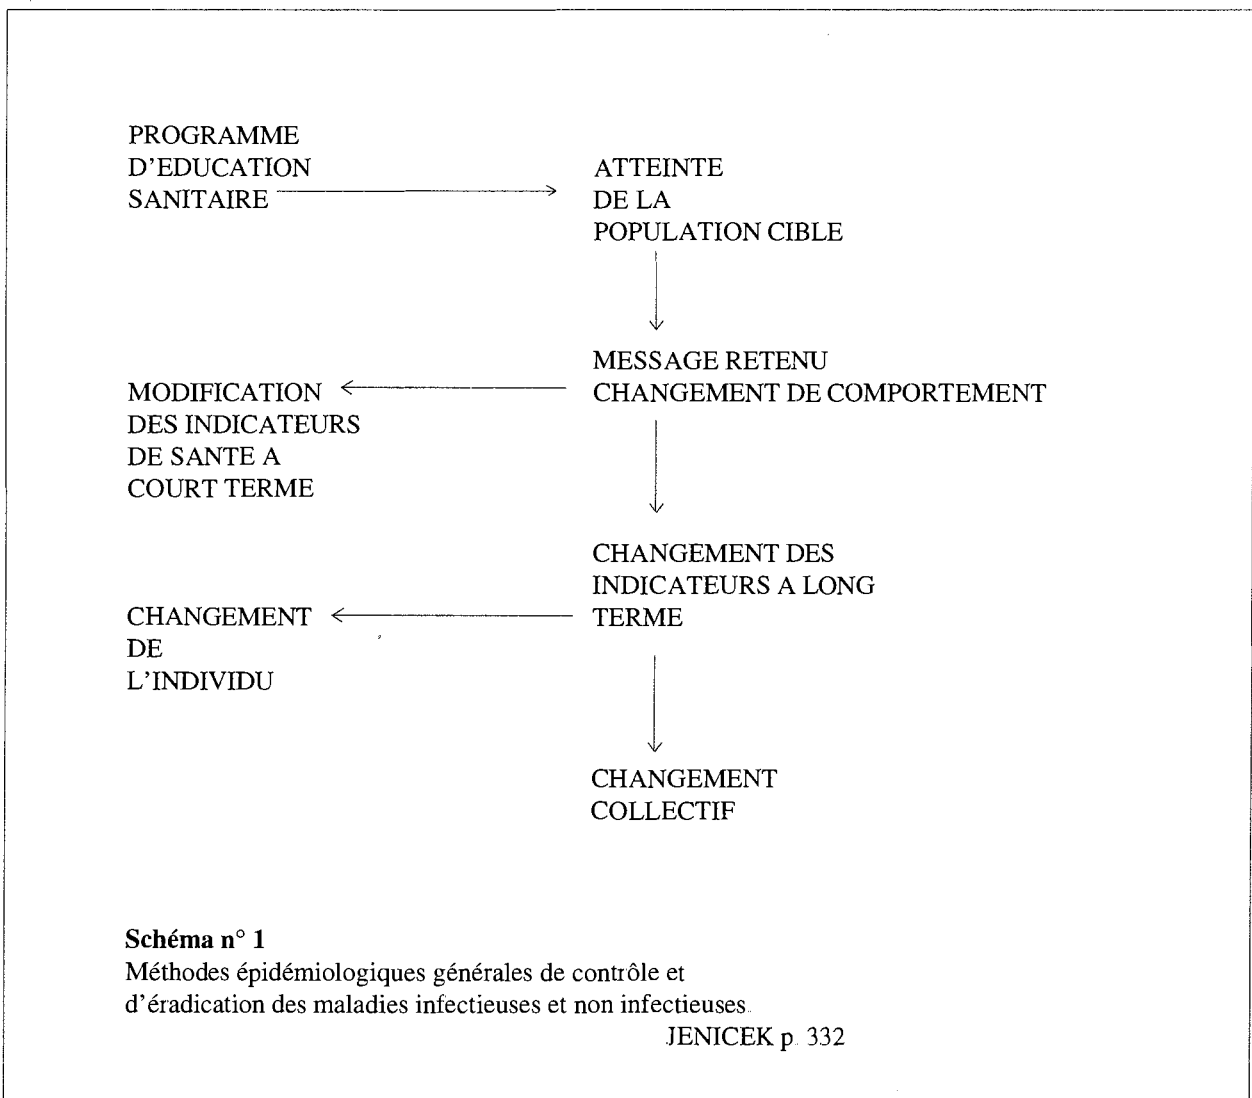 PROGRAMME
D'EDUCATION
SANITAIRE
ATTEINTE
DE LA
POPULATION CIBLE
MESSAGE RETENU
CHANGEMENT DE COMPORTEMENT
MODIFICATION
DES INDICATEURS
DE SANTE A
COURT TERME
CHANGEMENT DES
INDICATEURS A LONG
TERME
CHANGEMENT
DE
L'INDIVIDU
CHANGEMENT
COLLECTIF
Schéma n° 1
Méthodes épidémiologiques générales de contrôle et
d'éradication des maladies infectieuses et non infectieuses
JENICEK p. 332